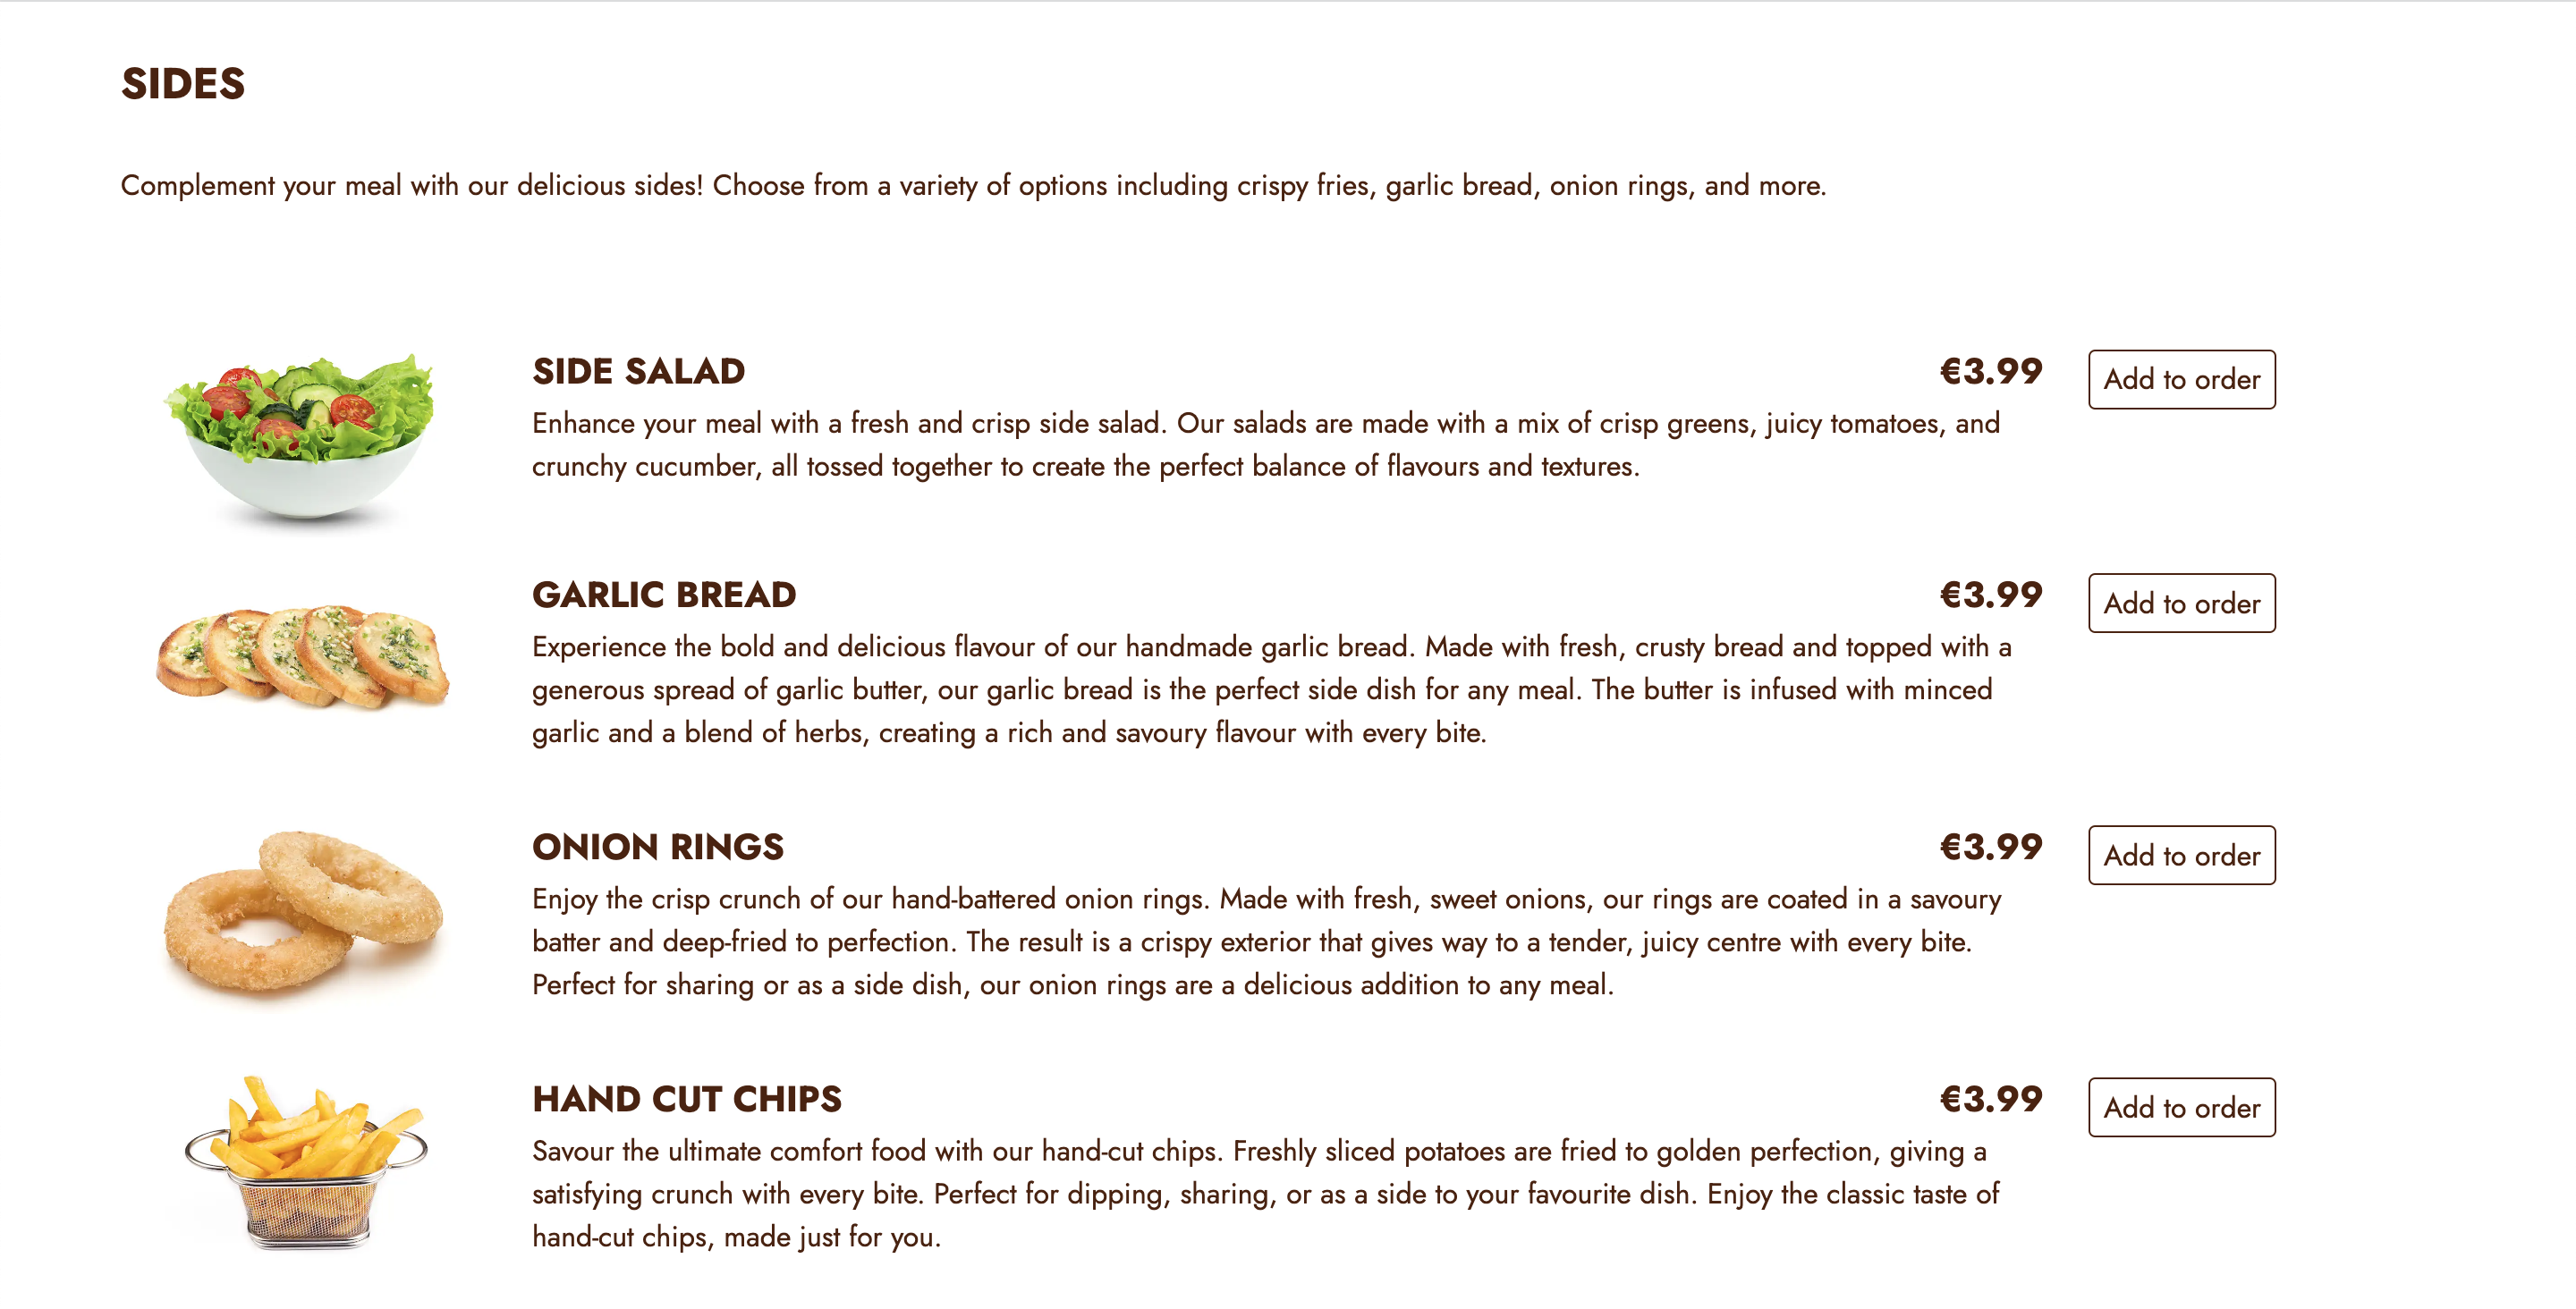 SIDES
Complement your meal with our delicious sides! Choose from a variety of options including crispy fries, garlic bread, onion rings, and more.
SIDE SALAD €3.99 Add to order
Enhance your meal with a fresh and crisp side salad. Our salads are made with a mix of crisp greens, juicy tomatoes, and
crunchy cucumber, all tossed together to create the perfect balance of flavours and textures.
GARLIC BREAD €3.99 Add to order
Experience the bold and delicious flavour of our handmade garlic bread. Made with fresh, crusty bread and topped with a
generous spread of garlic butter, our garlic bread is the perfect side dish for any meal. The butter is infused with minced
garlic and a blend of herbs, creating a rich and savoury flavour with every bite.
ONION RINGS €3.99 Add to order
Enjoy the crisp crunch of our hand-battered onion rings. Made with fresh, sweet onions, our rings are coated in a savoury
batter and deep-fried to perfection. The result is a crispy exterior that gives way to a tender, juicy centre with every bite.
Perfect for sharing or as a side dish, our onion rings are a delicious addition to any meal.
HAND CUT CHIPS €3.99 Add to order
Savour the ultimate comfort food with our hand-cut chips. Freshly sliced potatoes are fried to golden perfection, giving a
satisfying crunch with every bite. Perfect for dipping, sharing, or as a side to your favourite dish. Enjoy the classic taste of
hand-cut chips, made just for you.